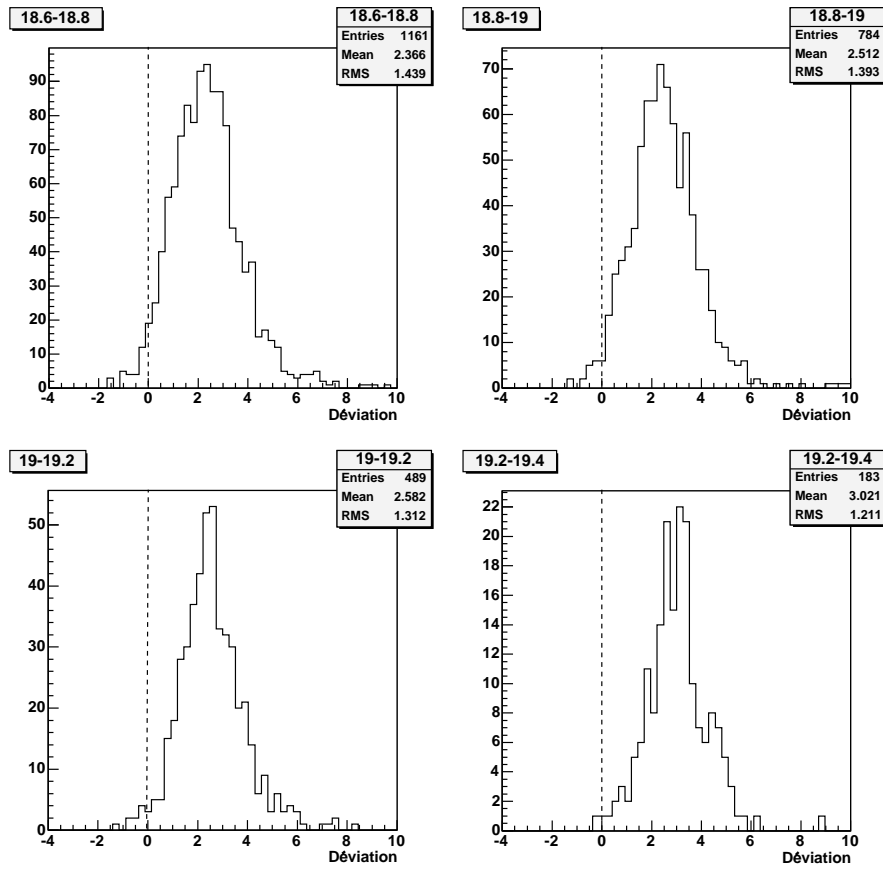 18.6-18.8
18.6-18.8
Entries 1161
Mean 2.366
RMS 1.439
90
80
70
60
50
40
30
20
10
0
-4 -2 0 2 4 6 8 10
Déviation
18.8-19
18.8-19
Entries 784
Mean 2.512
RMS 1.393
70
60
50
40
30
20
10
0
-4 -2 0 2 4 6 8 10
Déviation
19-19.2
19-19.2
Entries 489
Mean 2.582
RMS 1.312
50
40
30
20
10
0
-4 -2 0 2 4 6 8 10
Déviation
19.2-19.4
19.2-19.4
Entries 183
Mean 3.021
RMS 1.211
22
20
18
16
14
12
10
8
6
4
2
0
-4 -2 0 2 4 6 8 10
Déviation